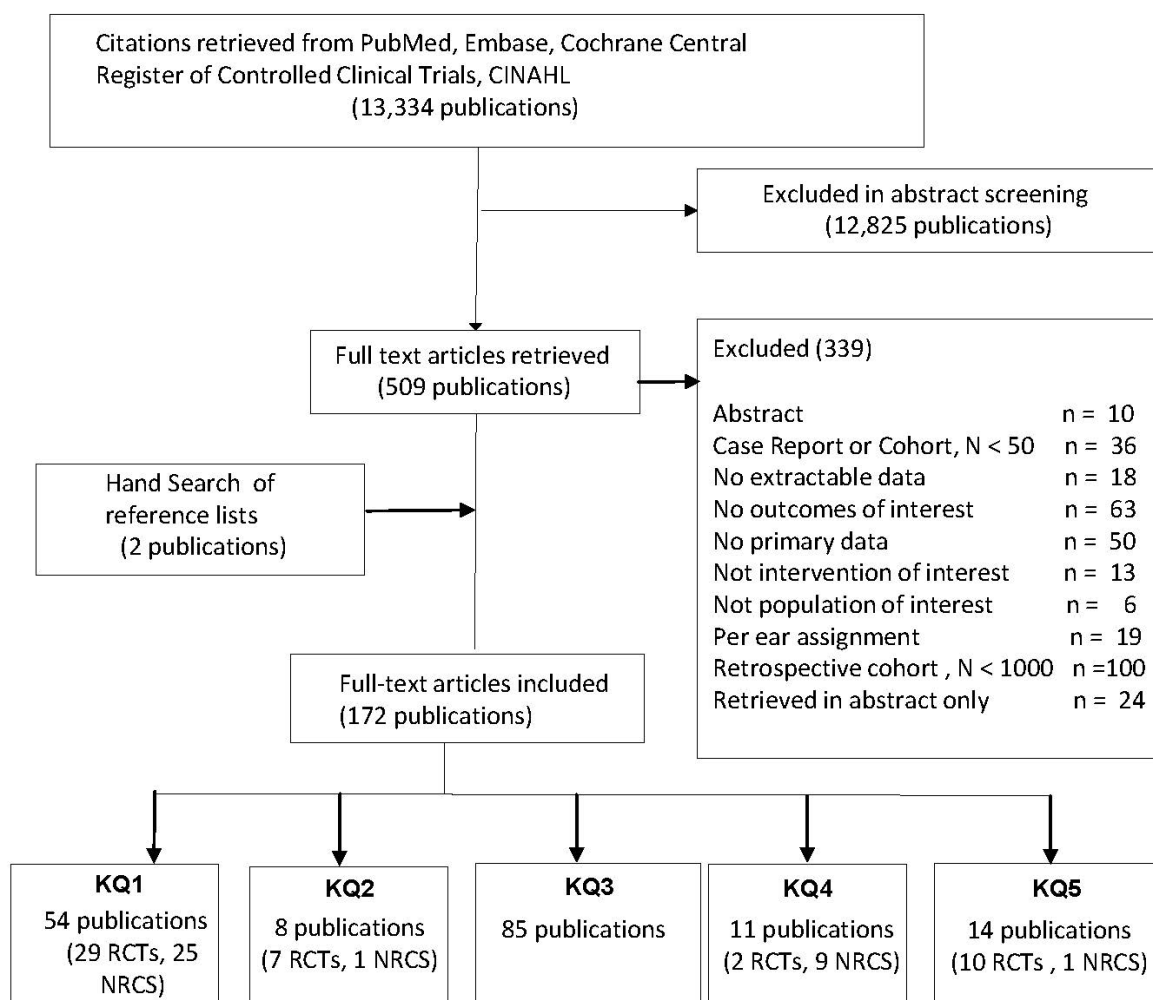 Citations retrieved from PubMed, Embase, Cochrane Central
Register of Controlled Clinical Trials, CINAHL
(13,334 publications)
Excluded in abstract screening
(12,825 publications)
Full text articles retrieved
(509 publications)
Excluded (339)
Abstract n = 10
Case Report or Cohort, N < 50 n = 36
No extractable data n = 18
No outcomes of interest n = 63
No primary data n = 50
Not intervention of interest n = 13
Not population of interest n = 6
Per ear assignment n = 19
Retrospective cohort , N < 1000 n =100
Retrieved in abstract only n = 24
Hand Search of
reference lists
(2 publications)
Full-text articles included
(172 publications)
KQ1
54 publications
(29 RCTs, 25
NRCS)
KQ2
8 publications
(7 RCTs, 1 NRCS)
KQ3
85 publications
KQ4
11 publications
(2 RCTs, 9 NRCS)
KQ5
14 publications
(10 RCTs , 1 NRCS)